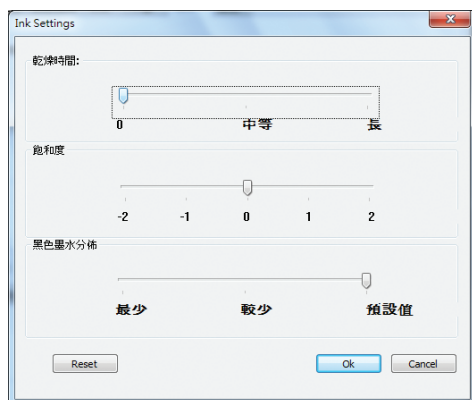 Ink Settings
乾燥時間:
0 中等 長
飽和度
-2 -1 0 1 2
黑色墨水分佈
最少 較少 預設值
Reset Ok Cancel